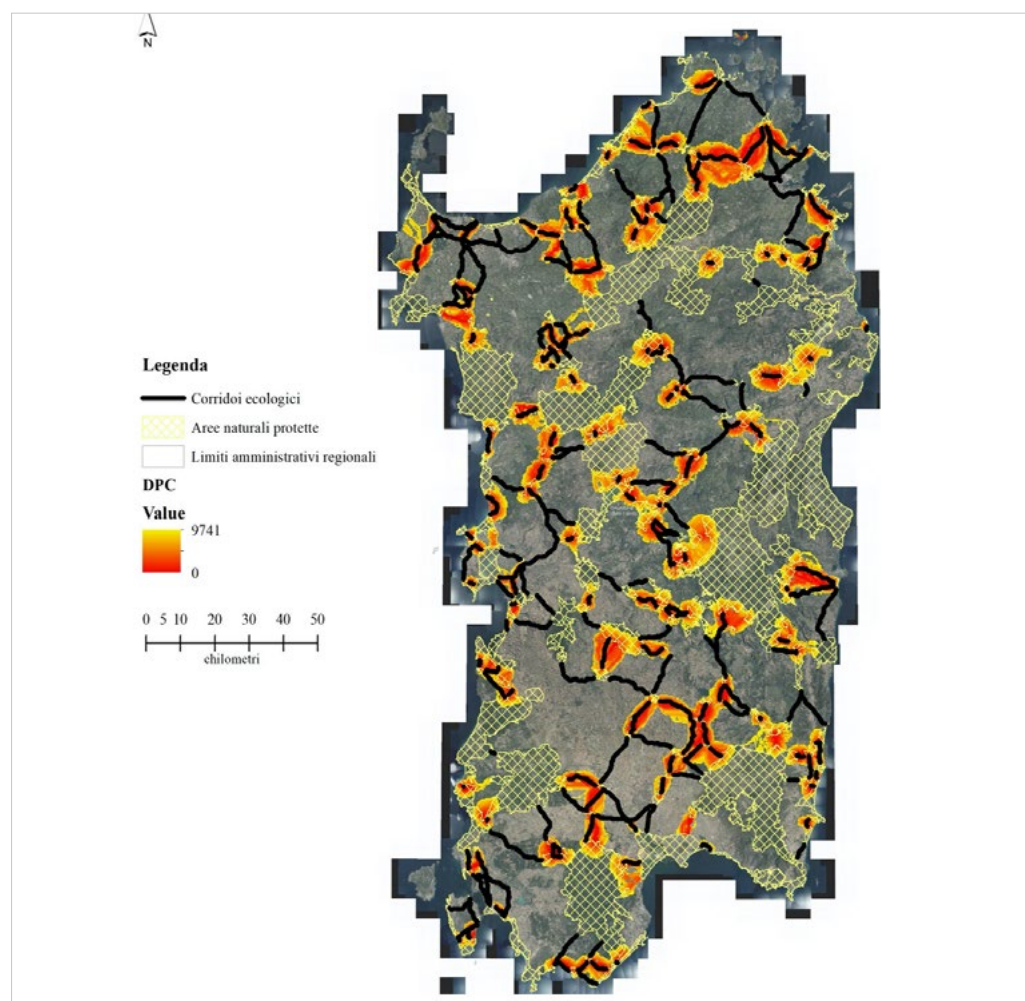 N
Legenda
Corridoi ecologici
Aree naturali protette
Limiti amministrativi regionali
DPC
Value
9741
0
0 5 10 20 30 40 50
chilometri